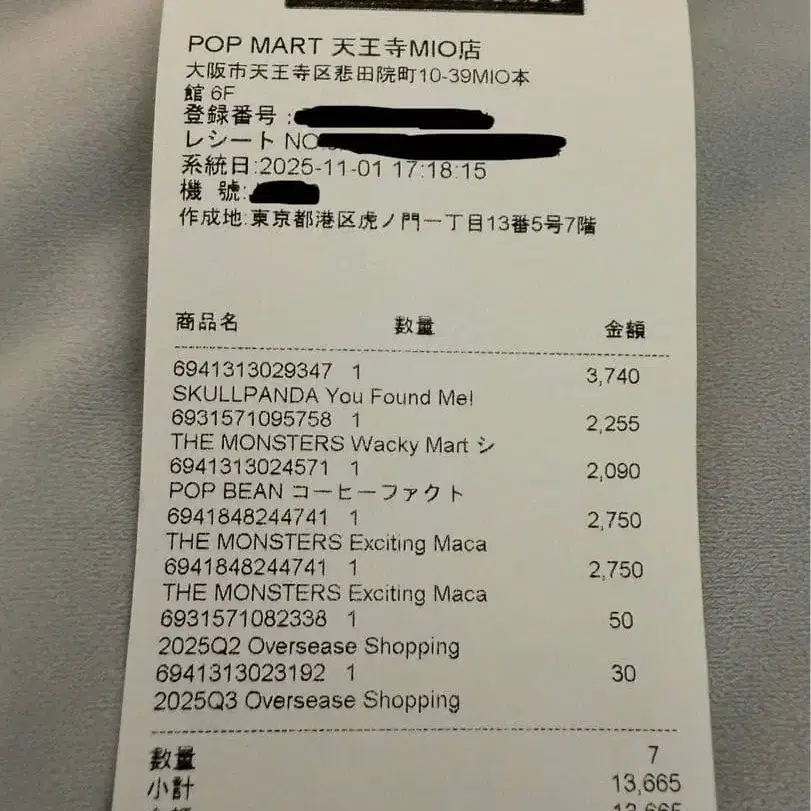 POP MART 天王寺MIO店
大阪市天王寺区悲田院町10-39MIO本
館 6F
登録番号 :
レシート NO:
系統日:2025-11-01 17:18:15
機 號:
作成地:東京都港区虎ノ門一丁目13番5号7階
商品名 数量 金額
6941313029347 1 3,740
SKULLPANDA You Found Me!
6931571095758 1 2,255
THE MONSTERS Wacky Mart シ
6941313024571 1 2,090
POP BEAN コーヒーファクト
6941848244741 1 2,750
THE MONSTERS Exciting Maca
6941848244741 1 2,750
THE MONSTERS Exciting Maca
6931571082338 1 50
2025Q2 Oversease Shopping
6941313023192 1 30
2025Q3 Oversease Shopping
数量 7
小計 13,665
13,665